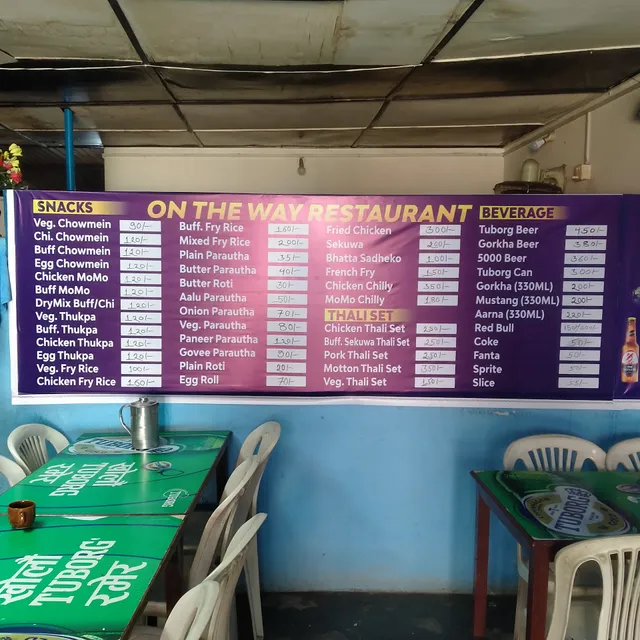 ON THE WAY RESTAURANT
SNACKS
Veg. Chowmein 90/-
Chi. Chowmein 120/-
Buff Chowmein 120/-
Egg Chowmein 120/-
Chicken MoMo 120/-
Buff MoMo 120/-
DryMix Buff/Chi 120/-
Veg. Thukpa 120/-
Buff. Thukpa 120/-
Chicken Thukpa 120/-
Egg Thukpa 120/-
Veg. Fry Rice 100/-
Chicken Fry Rice 160/-
Buff. Fry Rice 160/-
Mixed Fry Rice 200/-
Plain Parautha 35/-
Butter Parautha 40/-
Butter Roti 30/-
Aalu Parautha 50/-
Onion Parautha 70/-
Veg. Parautha 80/-
Paneer Parautha 120/-
Govee Parautha 80/-
Plain Roti 20/-
Egg Roll 70/-
Fried Chicken 300/-
Sekuwa
Bhatta Sadheko 100/-
French Fry 150/-
Chicken Chilly 350/-
MoMo Chilly 180/-
THALI SET
Chicken Thali Set 250/-
Buff. Sekuwa Thali Set 250/-
Pork Thali Set 250/-
Motton Thali Set 350/-
Veg. Thali Set 150/-
BEVERAGE
Tuborg Beer 450/-
Gorkha Beer 380/-
5000 Beer 360/-
Tuborg Can 300/-
Gorkha (330ML) 200/-
Mustang (330ML) 200/-
Aarna (330ML) 220/-
Red Bull
Coke 50/-
Fanta 50/-
Sprite 50/-
Slice
TUBORG
खोलौं
TUBORG
रमेर
TUBORG